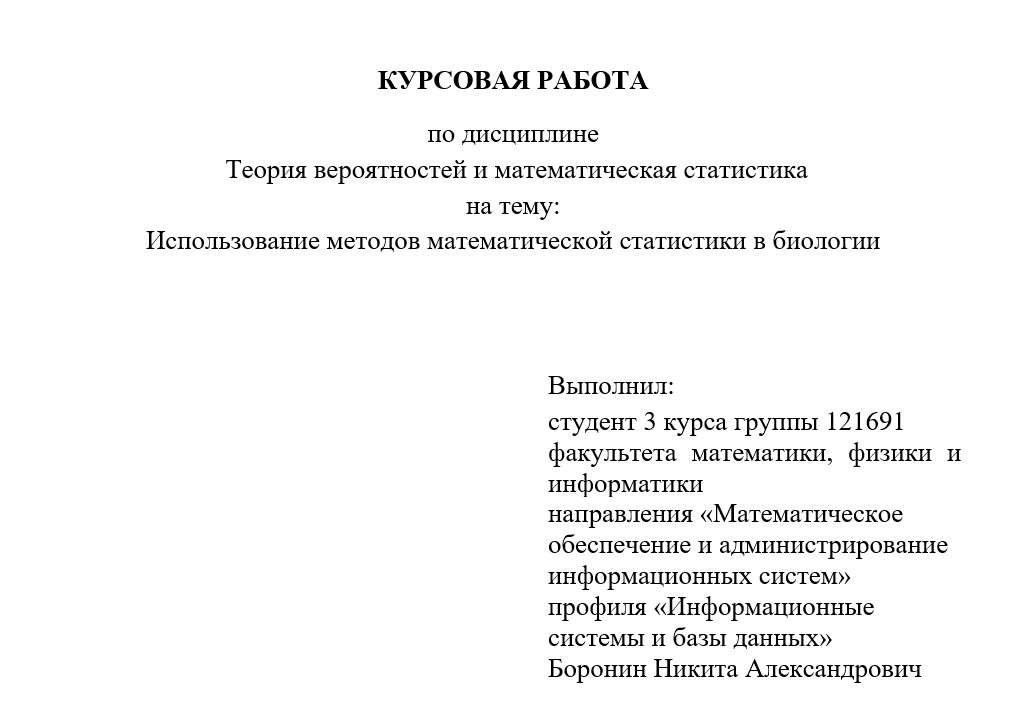 КУРСОВАЯ РАБОТА
по дисциплине
Теория вероятностей и математическая статистика
на тему:
Использование методов математической статистики в биологии
Выполнил:
студент 3 курса группы 121691
факультета математики, физики и
информатики
направления «Математическое
обеспечение и администрирование
информационных систем»
профиля «Информационные
системы и базы данных»
Боронин Никита Александрович